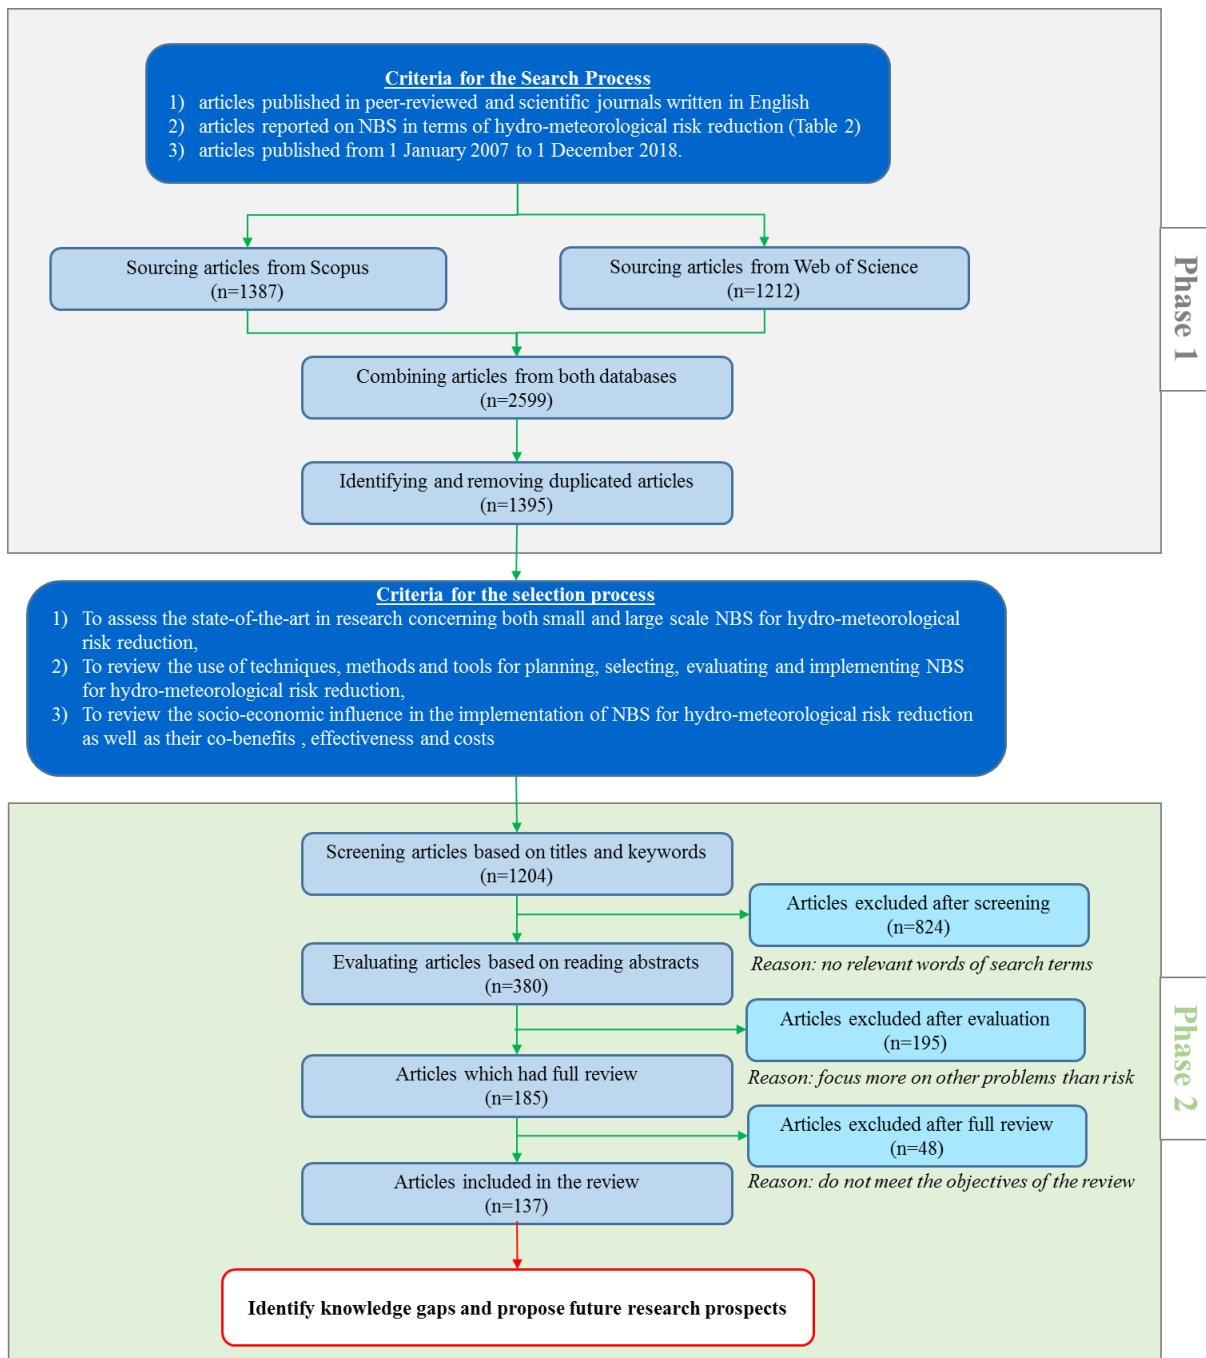 Criteria for the Search Process
1) articles published in peer-reviewed and scientific journals written in English
2) articles reported on NBS in terms of hydro-meteorological risk reduction (Table 2)
3) articles published from 1 January 2007 to 1 December 2018.
Sourcing articles from Scopus
(n=1387)
Sourcing articles from Web of Science
(n=1212)
Combining articles from both databases
(n=2599)
Identifying and removing duplicated articles
(n=1395)
Phase 1
Criteria for the selection process
1) To assess the state-of-the-art in research concerning both small and large scale NBS for hydro-meteorological
risk reduction,
2) To review the use of techniques, methods and tools for planning, selecting, evaluating and implementing NBS
for hydro-meteorological risk reduction,
3) To review the socio-economic influence in the implementation of NBS for hydro-meteorological risk reduction
as well as their co-benefits , effectiveness and costs
Screening articles based on titles and keywords
(n=1204)
Articles excluded after screening
(n=824)
Reason: no relevant words of search terms
Evaluating articles based on reading abstracts
(n=380)
Articles excluded after evaluation
(n=195)
Reason: focus more on other problems than risk
Articles which had full review
(n=185)
Articles excluded after full review
(n=48)
Reason: do not meet the objectives of the review
Articles included in the review
(n=137)
Phase 2
Identify knowledge gaps and propose future research prospects